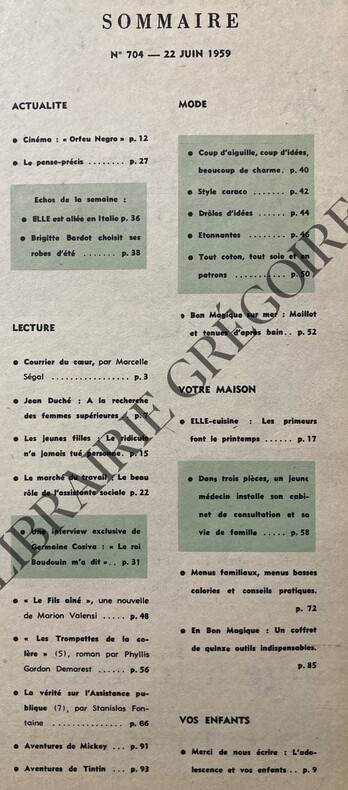 SOMMAIRE
N° 704 — 22 JUIN 1959
ACTUALITE
• Cinéma : « Orfeu Negro » p. 12
• Le pense-précis ........ p. 27
Echos de la semaine :
• ELLE est allée en Italie p. 36
• Brigitte Bardot choisit ses
robes d'été ....... p. 38
LECTURE
• Courrier du cœur, par Marcelle
Ségal ................ p. 3
• Jean Duché : A la recherche
des femmes supérieures .. p. 7
• Les jeunes filles : Le ridicule
n'a jamais tué personne. p. 15
• Le marché du travail : Le beau
rôle de l'assistante sociale p. 22
• Une interview exclusive de
Germaine Cosiva : « Le roi
Baudouin m'a dit ».. p. 31
• « Le Fils aîné », une nouvelle
de Marion Valensi .... p. 48
• « Les Trompettes de la co-
lère » (5), roman par Phyllis
Gordon Demarest ..... p. 56
• La vérité sur l'Assistance pu-
blique (7), par Stanislas Fon-
taine ............... p. 66
• Aventures de Mickey ... p. 91
• Aventures de Tintin ... p. 93
MODE
• Coup d'aiguille, coup d'idées,
beaucoup de charme. p. 40
• Style caraco ....... p. 42
• Drôles d'idées ...... p. 44
• Etonnantes ........ p. 46
• Tout coton, tout soie et en
patrons ............ p. 50
• Bon Magique sur mer : Maillot
et tenues d'après bain.. p. 52
VOTRE MAISON
• ELLE-cuisine : Les primeurs
font le printemps ...... p. 17
• Dans trois pièces, un jeune
médecin installe son cabi-
net de consultation et sa
vie de famille ..... p. 58
• Menus familiaux, menus basses
calories et conseils pratiques.
p. 72
• En Bon Magique : Un coffret
de quinze outils indispensables.
p. 85
VOS ENFANTS
• Merci de nous écrire : L'ado-
lescence et vos enfants .. p. 9
LIBRAIRIE GRÉGOIRE